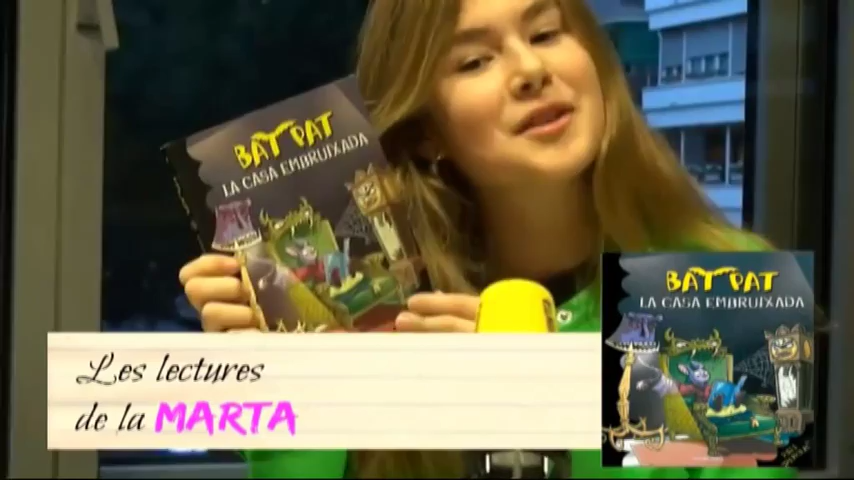 BAT PAT
LA CASA EMBRUIXADA
BAT PAT
LA CASA EMBRUIXADA
Les lectures
de la MARTA